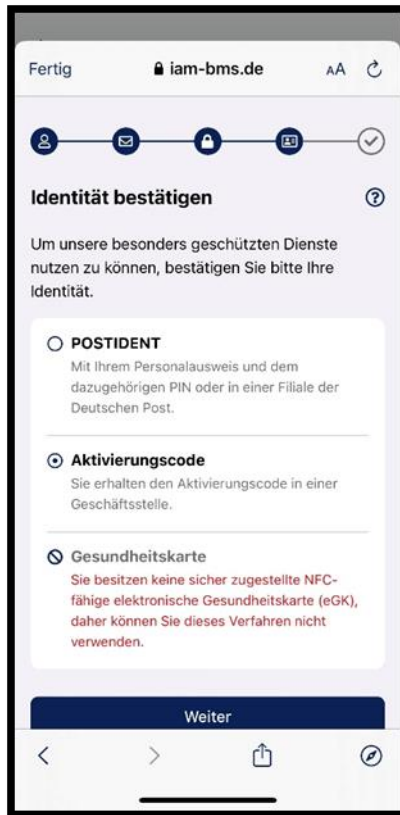 Fertig
iam-bms.de
AA
Identität bestätigen
Um unsere besonders geschützten Dienste
nutzen zu können, bestätigen Sie bitte Ihre
Identität.
POSTIDENT
Mit Ihrem Personalausweis und dem
dazugehörigen PIN oder in einer Filiale der
Deutschen Post.
Aktivierungscode
Sie erhalten den Aktivierungscode in einer
Geschäftsstelle.
Gesundheitskarte
Sie besitzen keine sicher zugestellte NFC-
fähige elektronische Gesundheitskarte (eGK),
daher können Sie dieses Verfahren nicht
verwenden.
Weiter